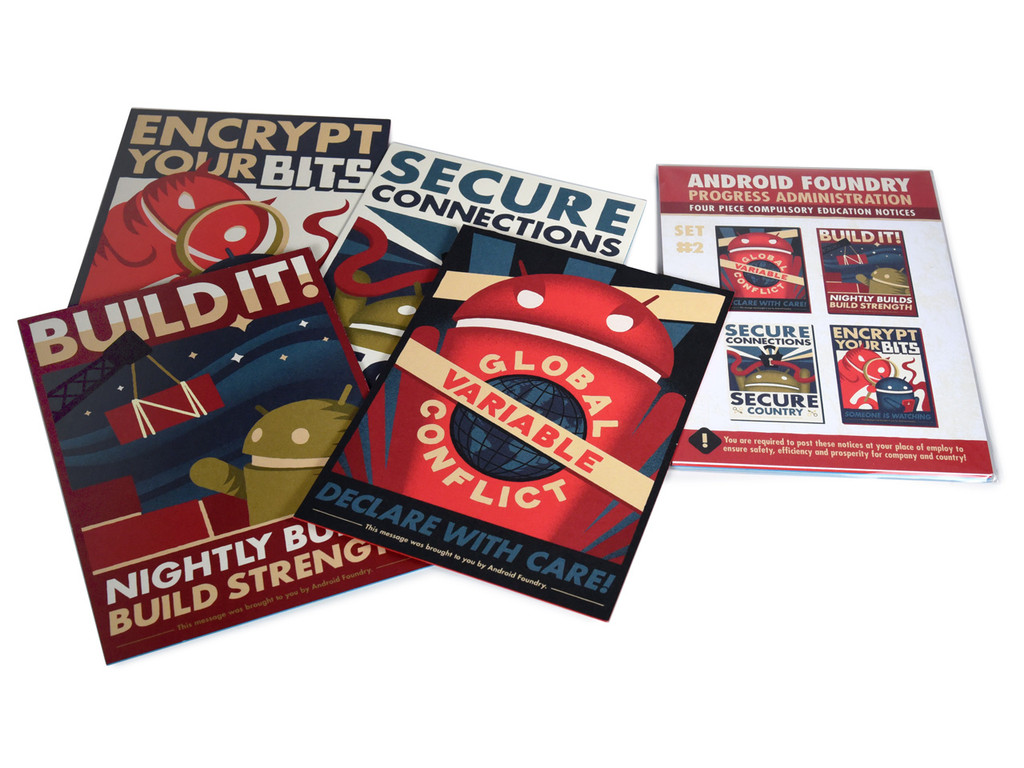 ENCRYPT
YOUR BITS
SECURE
CONNECTIONS
BUILD IT!
NIGHTLY BU
BUILD STRENGT
This message was brought to you by Android Foundry.
GLOBAL
VARIABLE
CONFLICT
DECLARE WITH CARE!
This message was brought to you by Android Foundry.
ANDROID FOUNDRY
PROGRESS ADMINISTRATION
FOUR PIECE COMPULSORY EDUCATION NOTICES
SET
#2
GLOBAL
VARIABLE
CONFLICT
DECLARE WITH CARE!
BUILD IT!
NIGHTLY BUILDS
BUILD STRENGTH
SECURE
CONNECTIONS
SECURE
COUNTRY
ENCRYPT
YOUR BITS
SOMEONE IS WATCHING
! You are required to post these notices at your place of employ to
ensure safety, efficiency and prosperity for company and country!